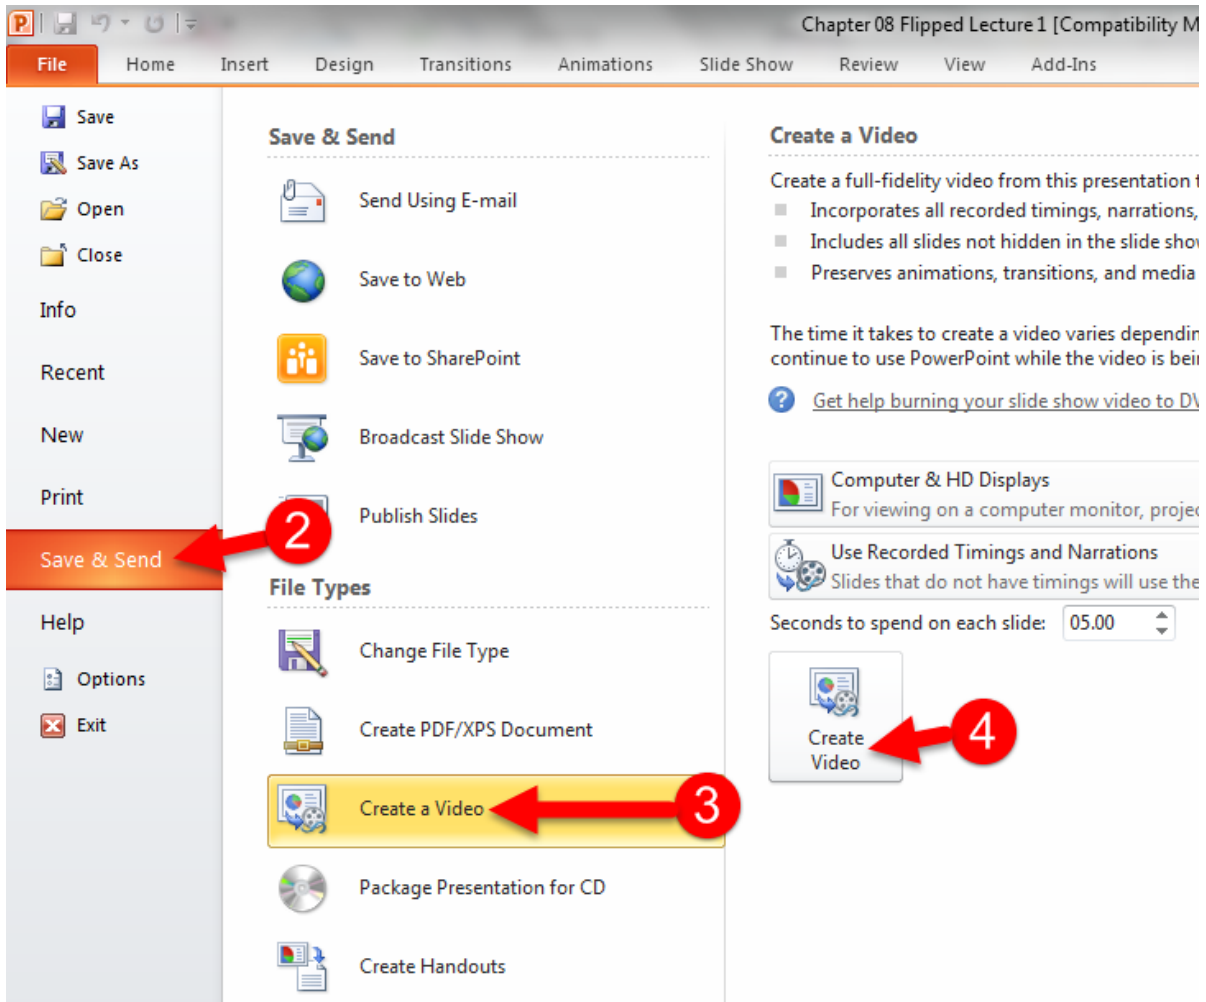 Chapter 08 Flipped Lecture 1 [Compatibility M
File Home Insert Design Transitions Animations Slide Show Review View Add-Ins
Save
Save As
Open
Close
Info
Recent
New
Print
Save & Send
Help
Options
Exit
Save & Send
Send Using E-mail
Save to Web
Save to SharePoint
Broadcast Slide Show
Publish Slides
2
File Types
Change File Type
Create PDF/XPS Document
Create a Video
3
Package Presentation for CD
Create Handouts
Create a Video
Create a full-fidelity video from this presentation t
Incorporates all recorded timings, narrations,
Includes all slides not hidden in the slide show
Preserves animations, transitions, and media
The time it takes to create a video varies dependin
continue to use PowerPoint while the video is bei
Get help burning your slide show video to DV
Computer & HD Displays
For viewing on a computer monitor, projec
Use Recorded Timings and Narrations
Slides that do not have timings will use the
Seconds to spend on each slide: 05.00
Create
Video
4